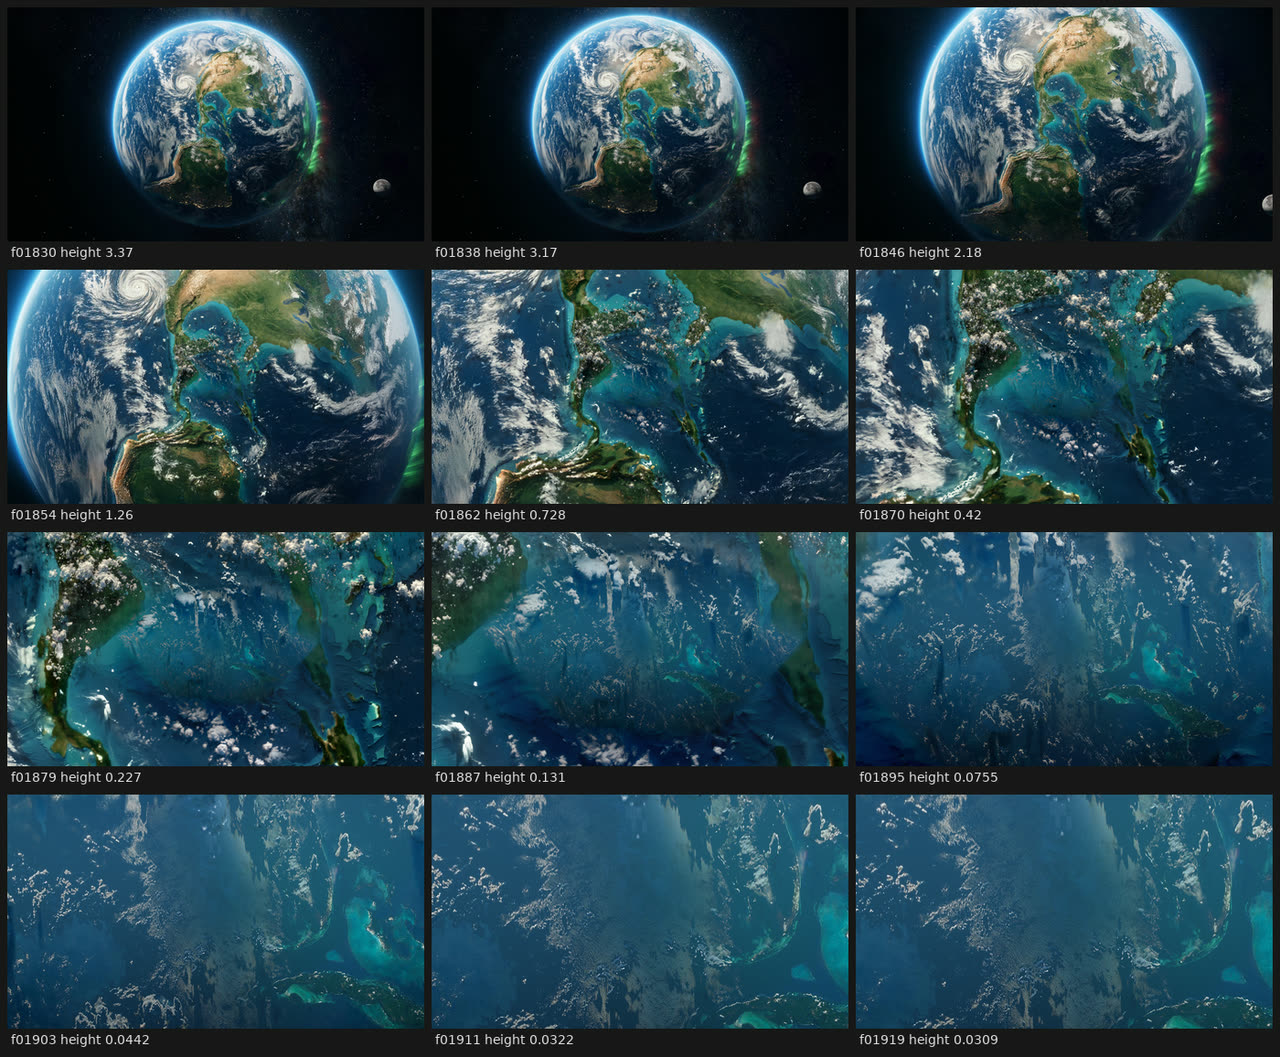 f01830 height 3.37
f01838 height 3.17
f01846 height 2.18
f01854 height 1.26
f01862 height 0.728
f01870 height 0.42
f01879 height 0.227
f01887 height 0.131
f01895 height 0.0755
f01903 height 0.0442
f01911 height 0.0322
f01919 height 0.0309